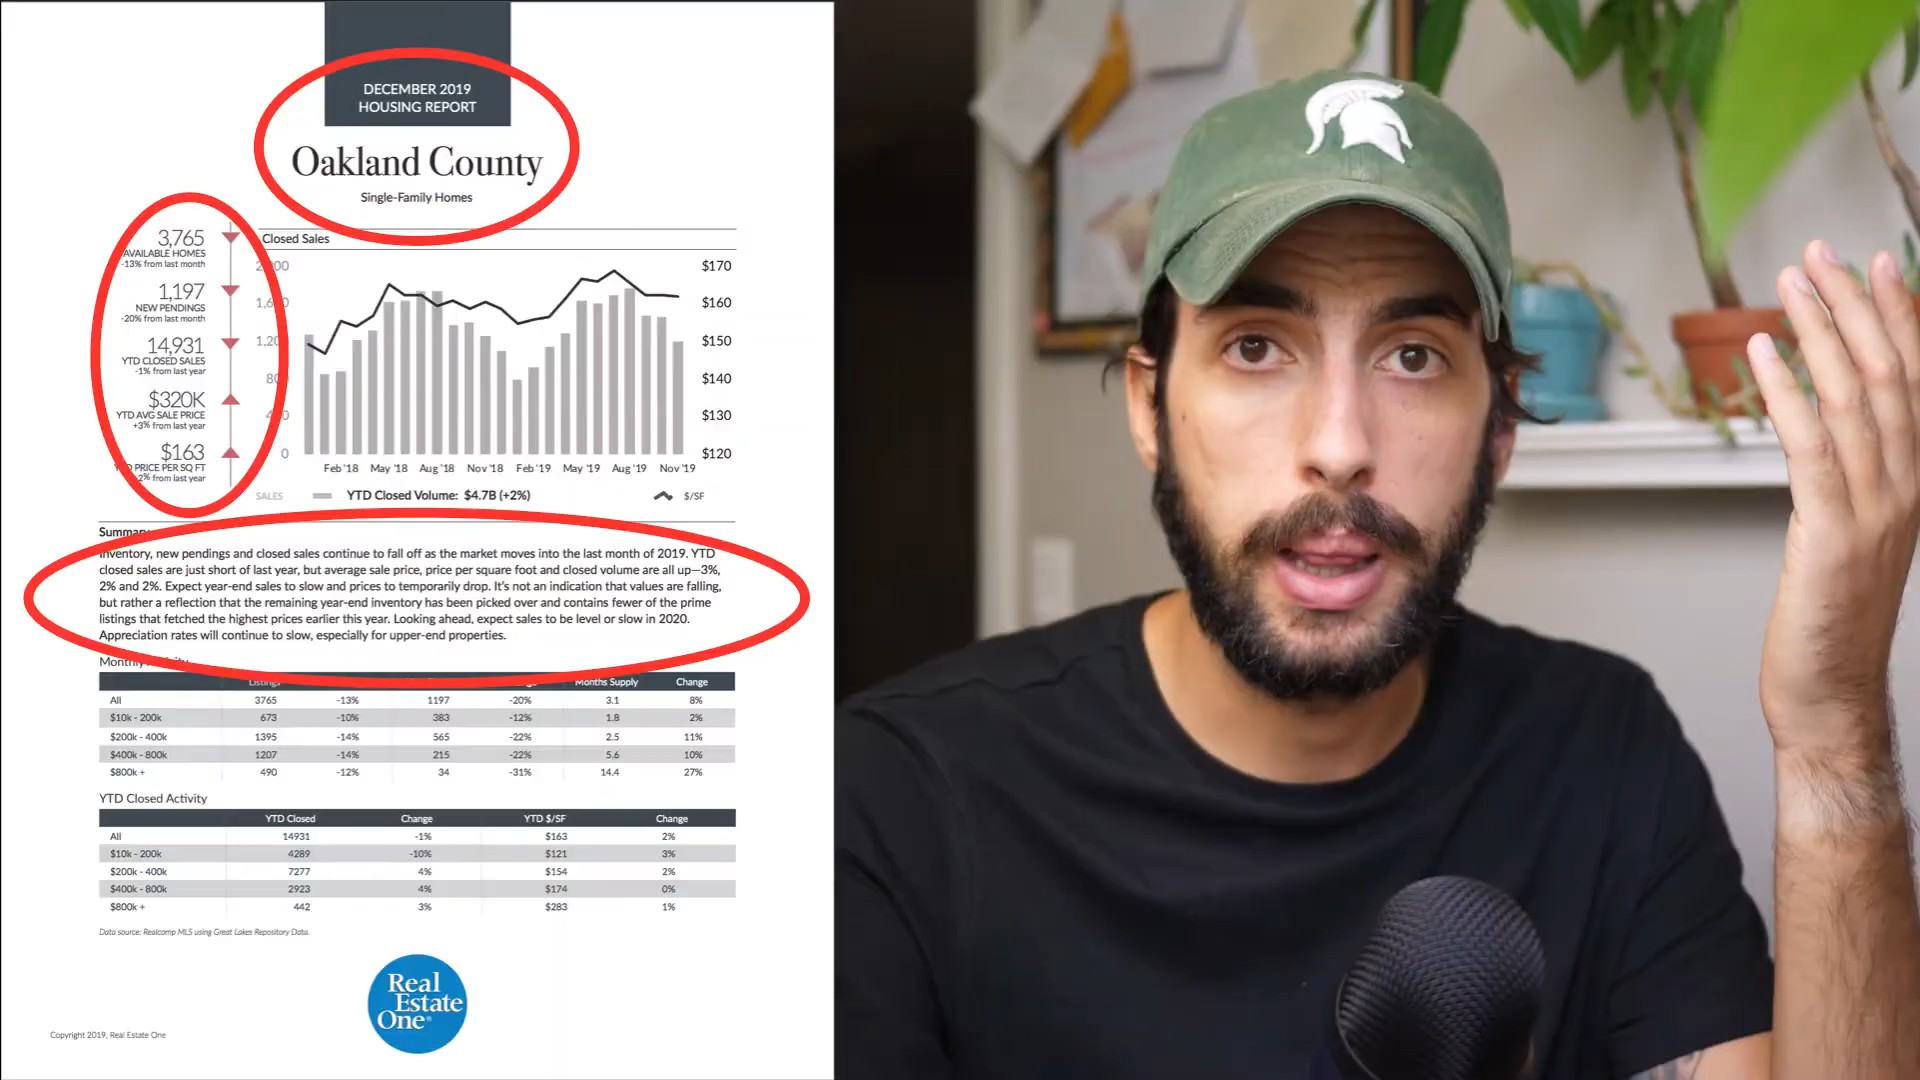 DECEMBER 2019
HOUSING REPORT
Oakland County
Single-Family Homes
3,765
AVAILABLE HOMES
-13% from last month
1,197
NEW PENDINGS
-20% from last month
14,931
YTD CLOSED SALES
-1% from last year
$320K
YTD AVG SALE PRICE
+3% from last year
$163
PRICE PER SQ FT
2% from last year
Closed Sales
$170
$160
$150
$140
$130
$120
0
Feb '18 May '18 Aug '18 Nov '18 Feb '19 May '19 Aug '19 Nov '19
SALES YTD Closed Volume: $4.7B (+2%) $/SF
Summary
Inventory, new pendings and closed sales continue to fall off as the market moves into the last month of 2019. YTD
closed sales are just short of last year, but average sale price, price per square foot and closed volume are all up—3%,
2% and 2%. Expect year-end sales to slow and prices to temporarily drop. It's not an indication that values are falling,
but rather a reflection that the remaining year-end inventory has been picked over and contains fewer of the prime
listings that fetched the highest prices earlier this year. Looking ahead, expect sales to be level or slow in 2020.
Appreciation rates will continue to slow, especially for upper-end properties.
Listings Months Supply Change
All 3765 -13% 1197 -20% 3.1 8%
$10k - 200k 673 -10% 383 -12% 1.8 2%
$200k - 400k 1395 -14% 565 -22% 2.5 11%
$400k - 800k 1207 -14% 215 -22% 5.6 10%
$800k + 490 -12% 34 -31% 14.4 27%
YTD Closed Activity
YTD Closed Change YTD $/SF Change
All 14931 -1% $163 2%
$10k - 200k 4289 -10% $121 3%
$200k - 400k 7277 4% $154 2%
$400k - 800k 2923 4% $174 0%
$800k + 442 3% $283 1%
Data source: Realcomp MLS using Great Lakes Repository Data.
Real
Estate
One®
Copyright 2019, Real Estate One